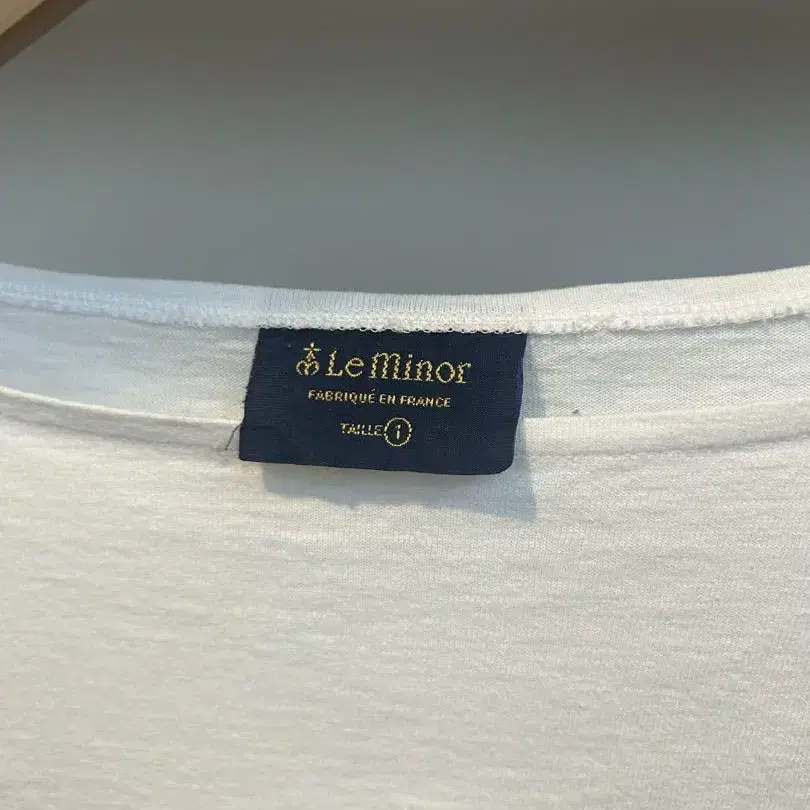 Le Minor
FABRIQUÉ EN FRANCE
TAILLE 1